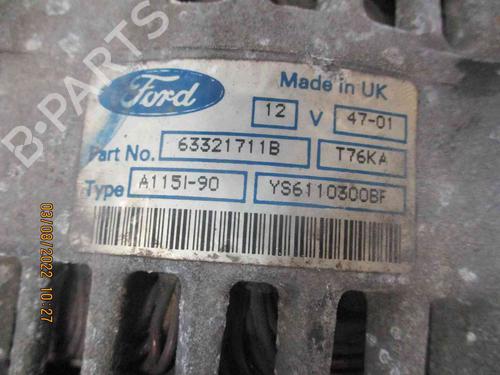 B-PARTS
Ford
Made in UK
12 V 47-01
Part No. 63321711B T76KA
Type A115I-90 YS6110300BF
03/08/2022 10:27